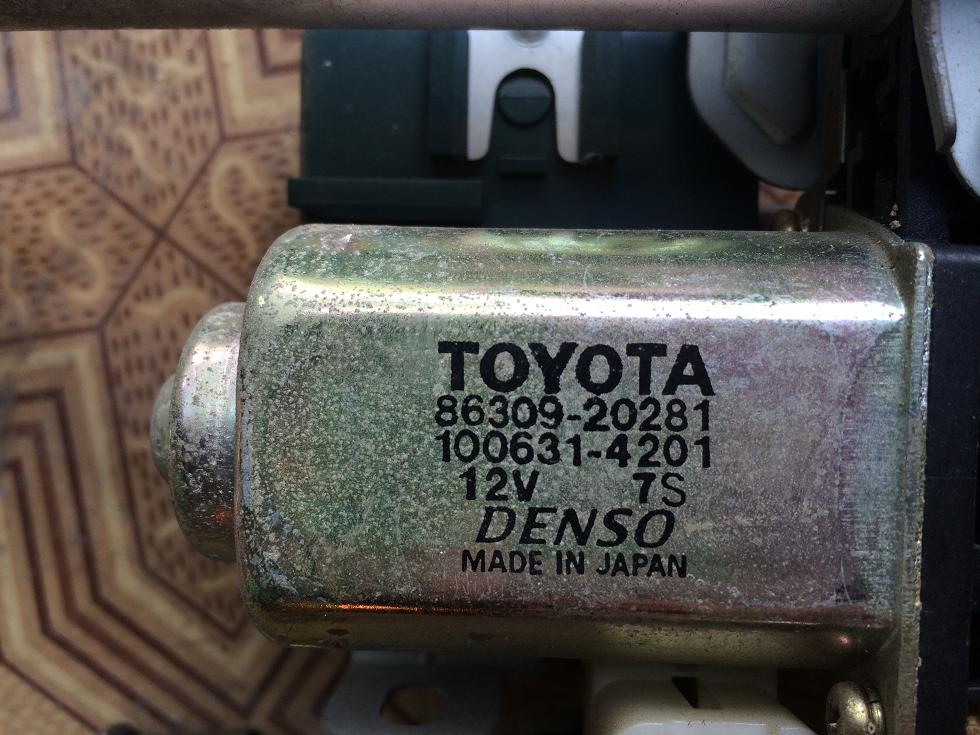 TOYOTA
86309-20281
100631-4201
12V 7S
DENSO
MADE IN JAPAN